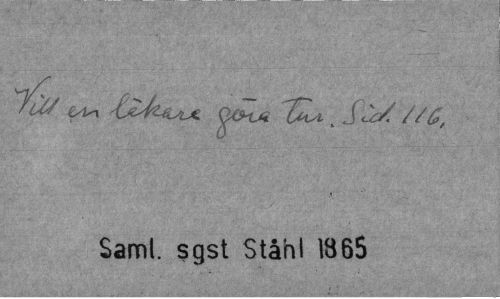 Vill en läkare göra tur. Sid. 116.
Saml. sgst Ståhl 1865